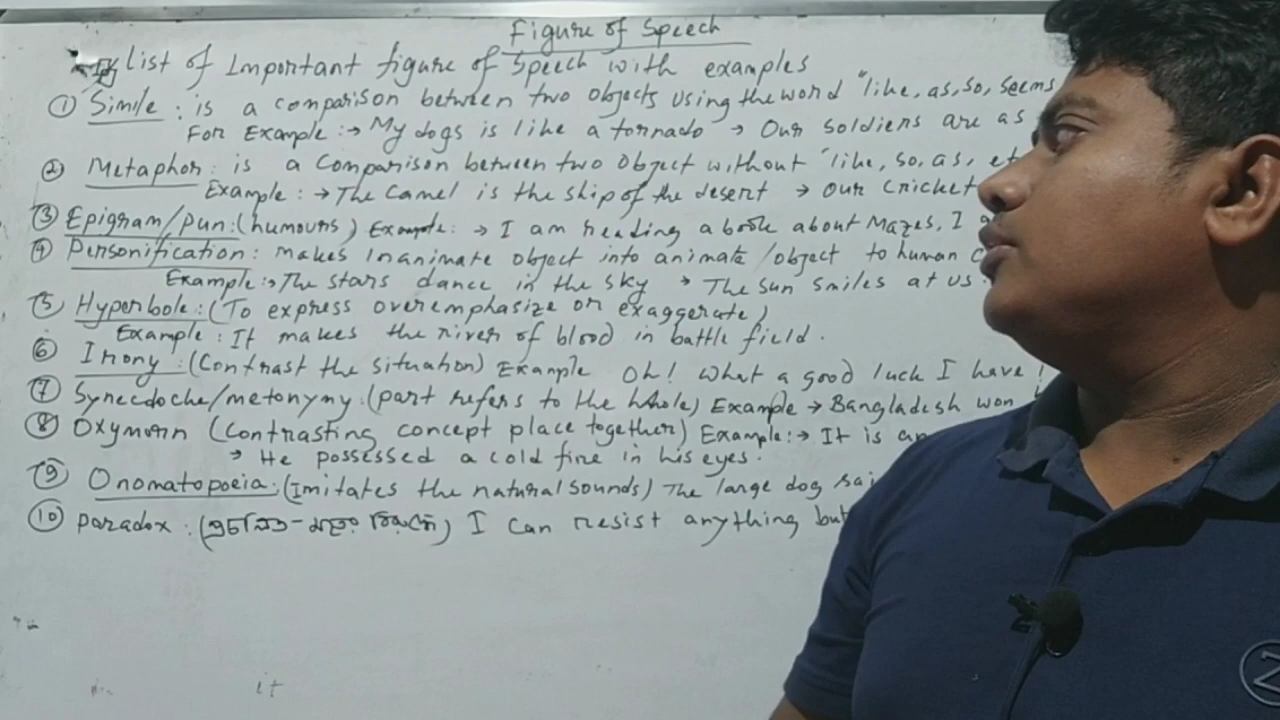 Figure of Speech
list of Important figure of Speech with examples
① Simile : is a comparison between two objects using the word "like, as, so, seems
For Example : → My dogs is like a tornado → Our soldiers are as
② Metaphor : is a comparison between two object without "like, so, as, et
Example : → The camel is the ship of the desert → our cricket
③ Epigram/pun : (humours) Example : → I am reading a book about Mazes, I
④ Personification : makes inanimate object into animate/object to human
Example :→ The stars dance in the sky → The sun smiles at us.
⑤ Hyperbole : (To express overemphasize or exaggerate)
Example : It makes the river of blood in battle field.
⑥ Irony : (Contrast the situation) Example Oh! What a good luck I have!
⑦ Synecdoche/metonymy : (part refers to the whole) Example → Bangladesh won
⑧ Oxymorn (Contrasting concept place together) Example :→ It is an
→ He possessed a cold fire in his eyes.
⑨ Onomatopoeia : (Imitates the natural sounds) The large dog sai
⑩ paradox : I can resist anything but
it
Z